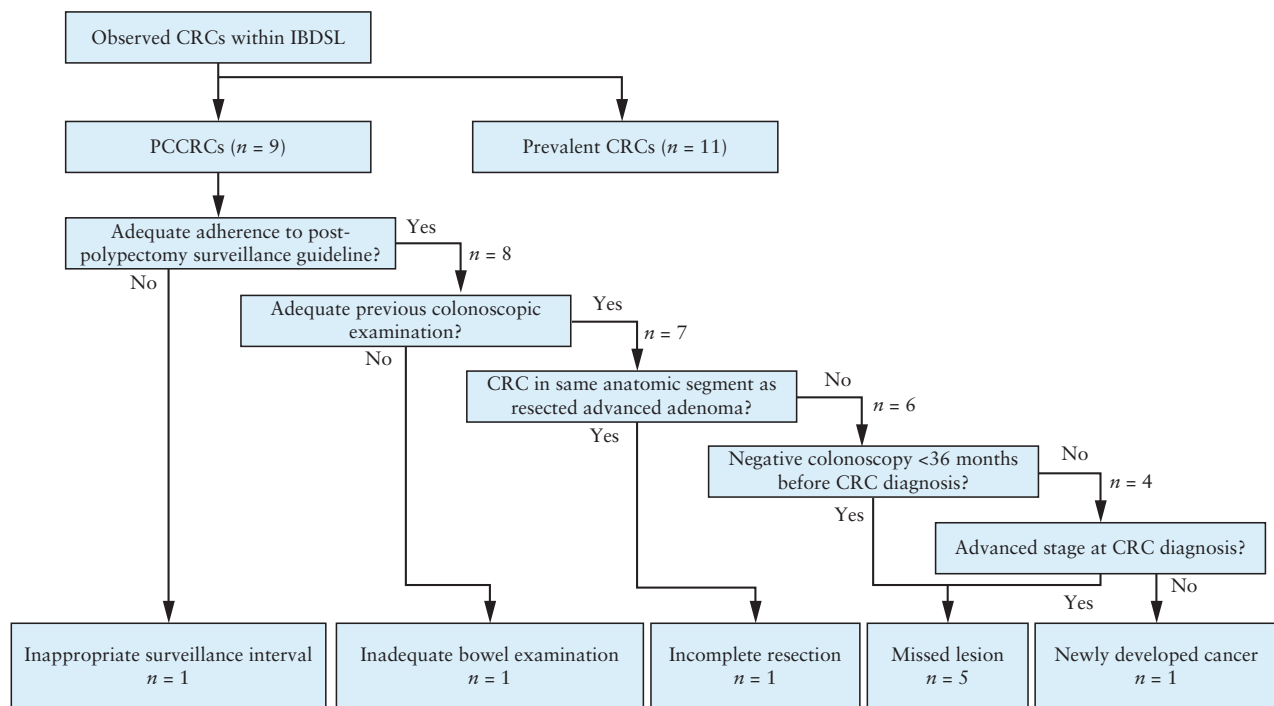 Observed CRCs within IBDSL
PCCRCs (n = 9)
Prevalent CRCs (n = 11)
Adequate adherence to post-
polypectomy surveillance guideline?
Yes
n = 8
No
Adequate previous colonoscopic
examination?
Yes
n = 7
No
CRC in same anatomic segment as
resected advanced adenoma?
No
n = 6
Yes
Negative colonoscopy <36 months
before CRC diagnosis?
No
n = 4
Yes
Advanced stage at CRC diagnosis?
Yes
No
Inappropriate surveillance interval
n = 1
Inadequate bowel examination
n = 1
Incomplete resection
n = 1
Missed lesion
n = 5
Newly developed cancer
n = 1